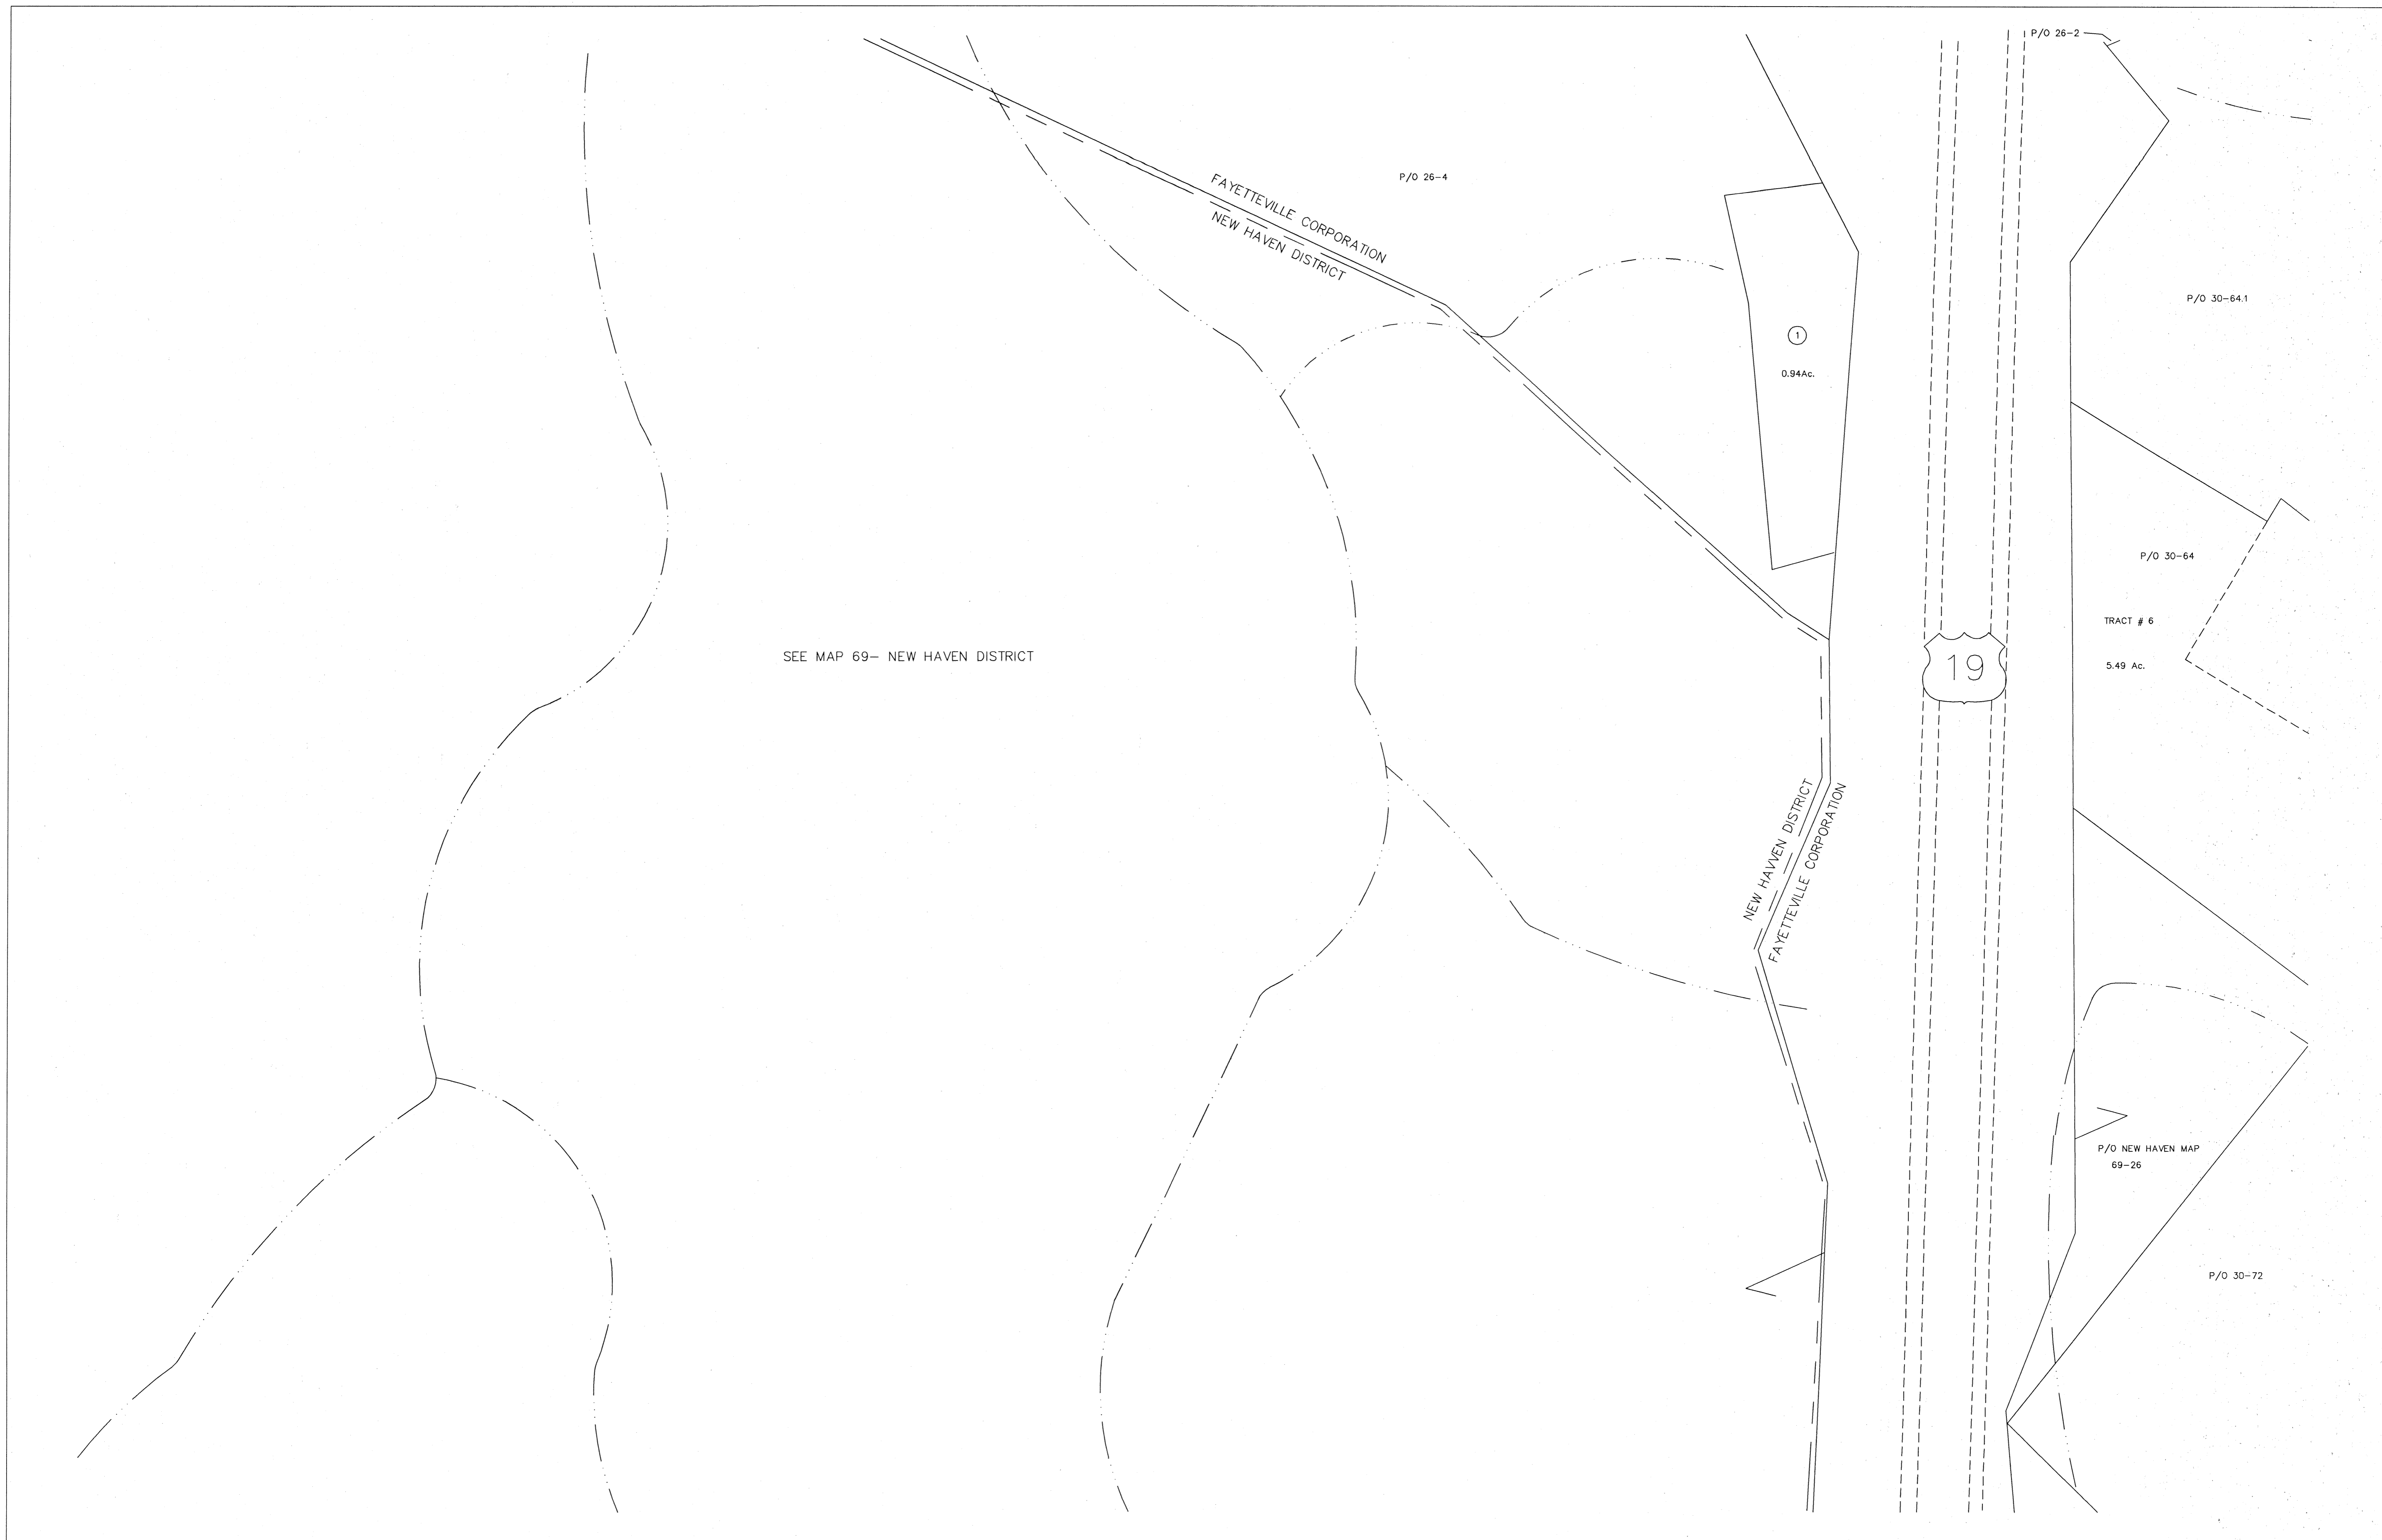 P/O 26-2
P/O 26-4
FAYETTEVILLE CORPORATION
NEW HAVEN DISTRICT
P/O 30-64.1
1
0.94Ac.
P/O 30-64
TRACT # 6
5.49 Ac.
SEE MAP 69- NEW HAVEN DISTRICT
19
NEW HAVVEN DISTRICT
FAYETTEVILLE CORPORATION
P/O NEW HAVEN MAP
69-26
P/O 30-72